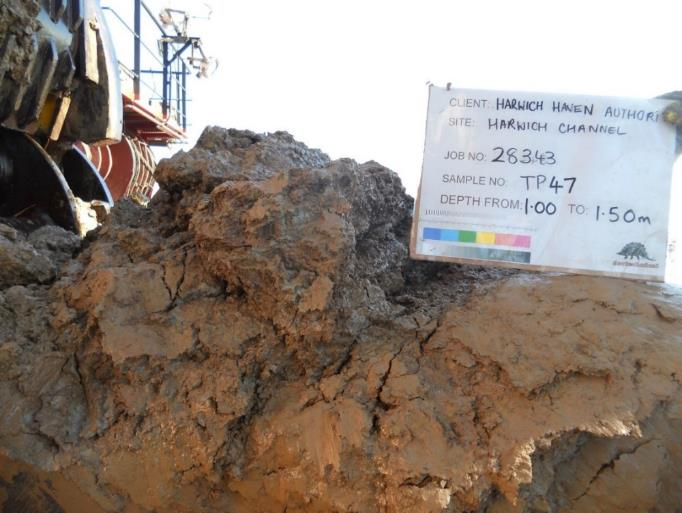 CLIENT: HARWICH HAVEN AUTHORI
SITE: HARWICH CHANNEL
JOB NO: 28343
SAMPLE NO: TP47
DEPTH FROM: 1.00 TO: 1.50m